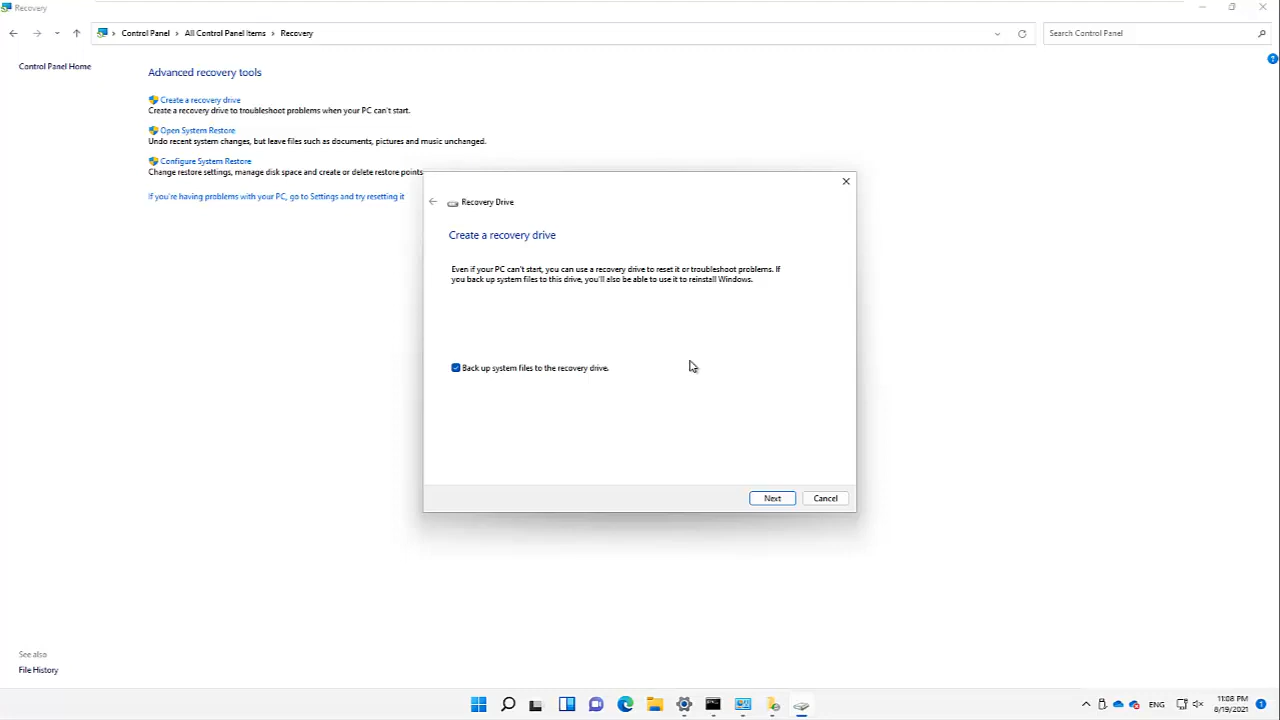 Recovery
Control Panel > All Control Panel Items > Recovery
Search Control Panel
Control Panel Home
Advanced recovery tools
Create a recovery drive
Create a recovery drive to troubleshoot problems when your PC can't start.
Open System Restore
Undo recent system changes, but leave files such as documents, pictures and music unchanged.
Configure System Restore
Change restore settings, manage disk space and create or delete restore points
If you're having problems with your PC, go to Settings and try resetting it
Recovery Drive
Create a recovery drive
Even if your PC can't start, you can use a recovery drive to reset it or troubleshoot problems. If
you back up system files to this drive, you'll also be able to use it to reinstall Windows.
Back up system files to the recovery drive.
Next
Cancel
See also
File History
ENG
11:08 PM
8/19/2021